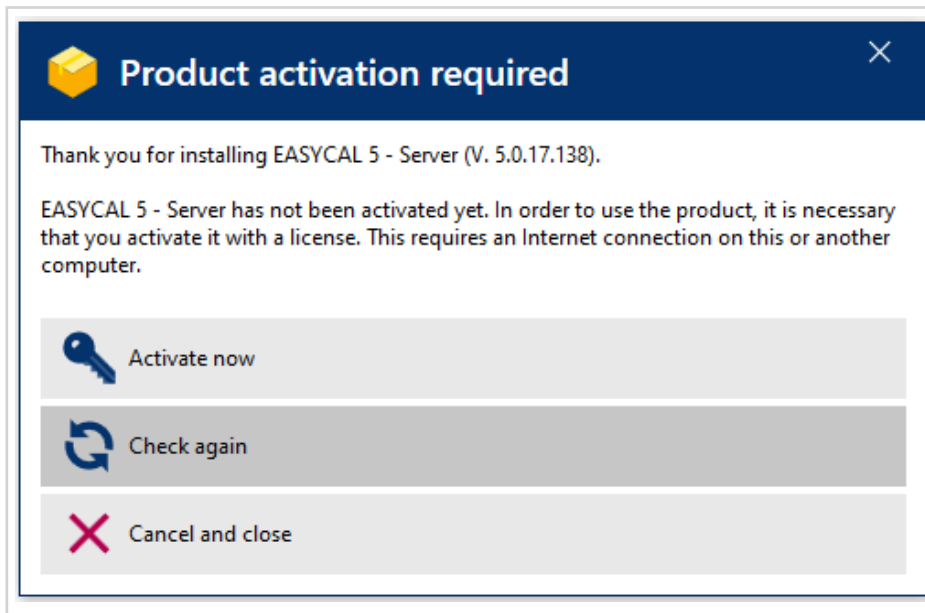 Product activation required
Thank you for installing EASYCAL 5 - Server (V. 5.0.17.138).
EASYCAL 5 - Server has not been activated yet. In order to use the product, it is necessary
that you activate it with a license. This requires an Internet connection on this or another
computer.
Activate now
Check again
Cancel and close